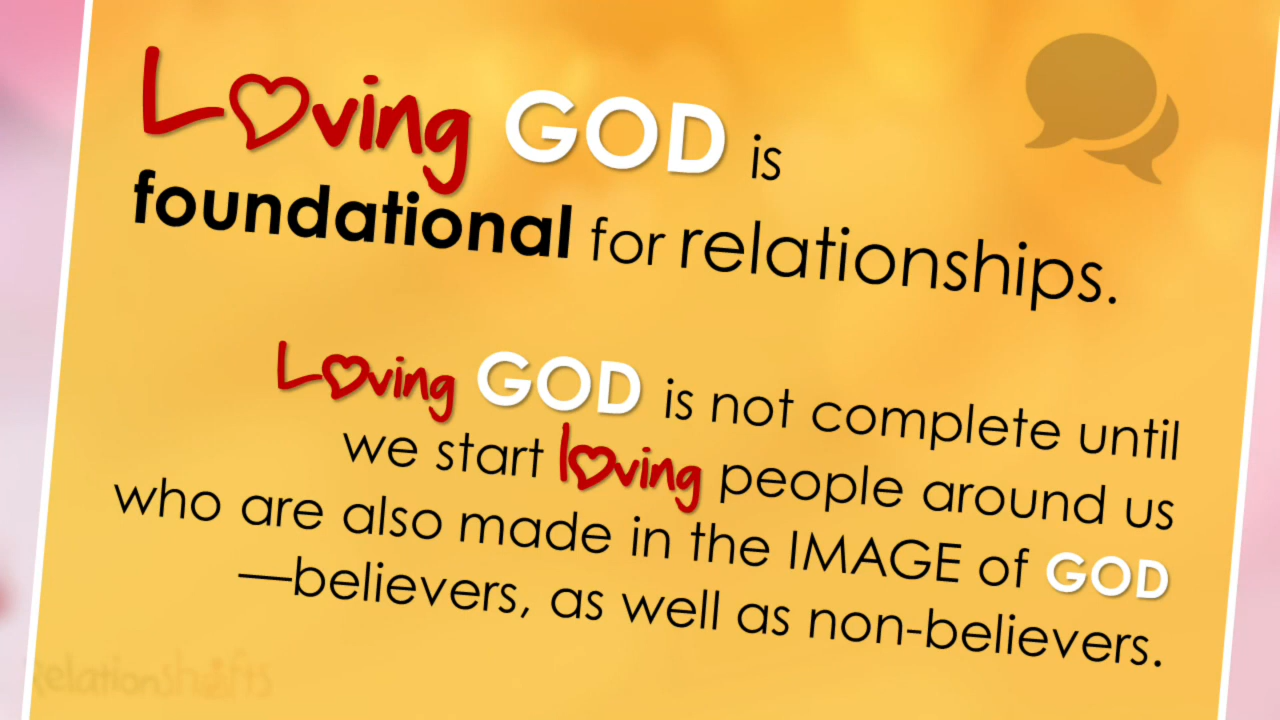 Loving GOD is
foundational for relationships.
Loving GOD is not complete until
we start loving people around us
who are also made in the IMAGE of GOD
—believers, as well as non-believers.
relationshifts